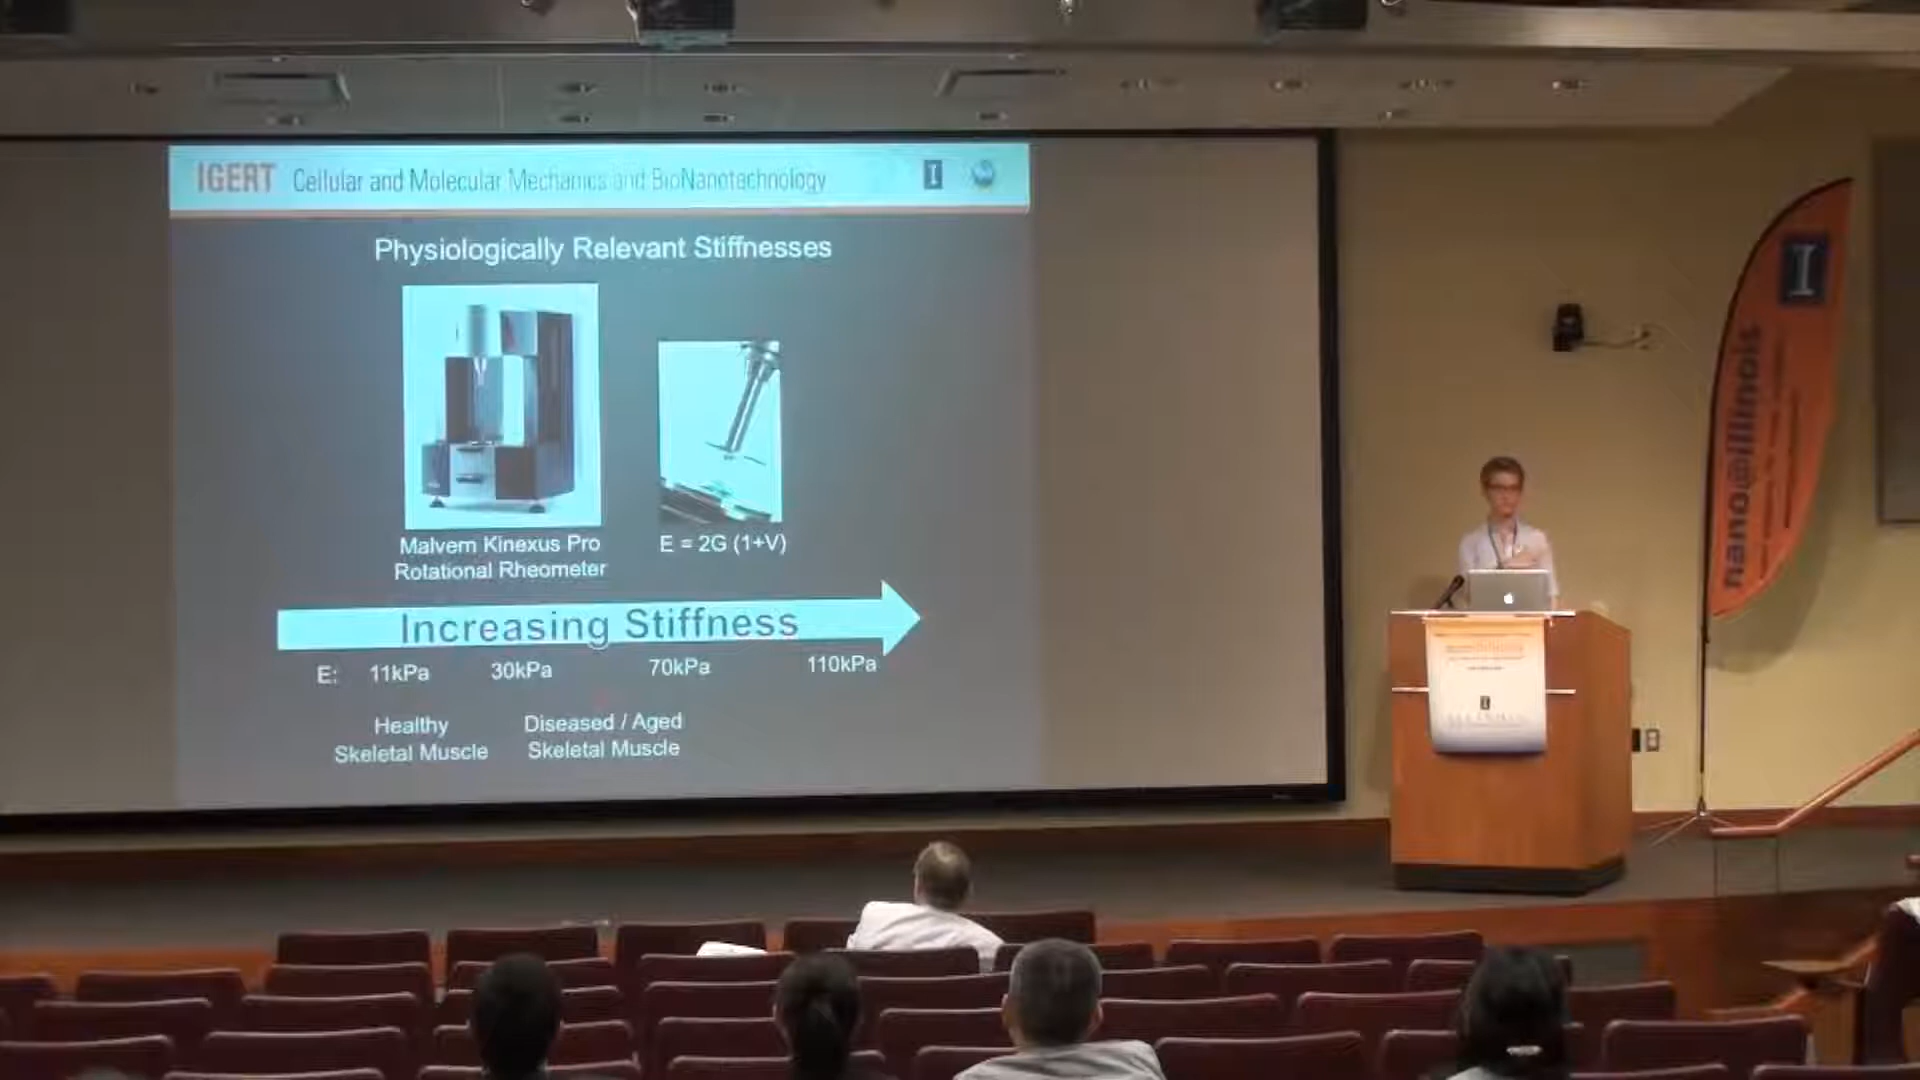 IGERT Cellular and Molecular Mechanics and BioNanotechnology
I
Physiologically Relevant Stiffnesses
Malvern Kinexus Pro
Rotational Rheometer
E = 2G (1+V)
Increasing Stiffness
E: 11kPa 30kPa 70kPa 110kPa
Healthy
Skeletal Muscle
Diseased / Aged
Skeletal Muscle
I
nano@illinois
I